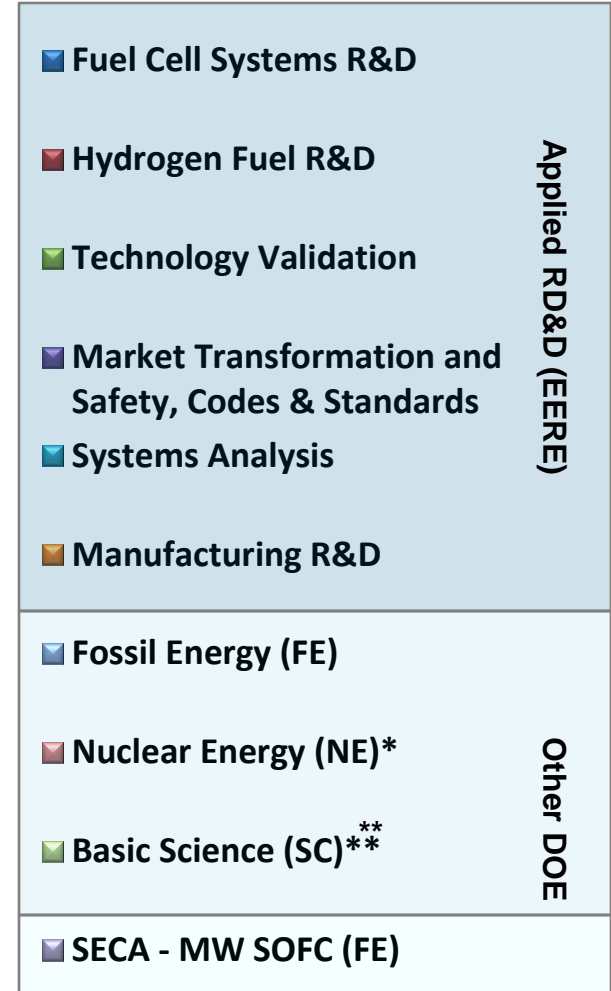 Fuel Cell Systems R&D
Hydrogen Fuel R&D
Technology Validation
Market Transformation and
Safety, Codes & Standards
Systems Analysis
Manufacturing R&D
Applied RD&D (EERE)
Fossil Energy (FE)
Nuclear Energy (NE)*
Basic Science (SC)** **
Other DOE
SECA - MW SOFC (FE)